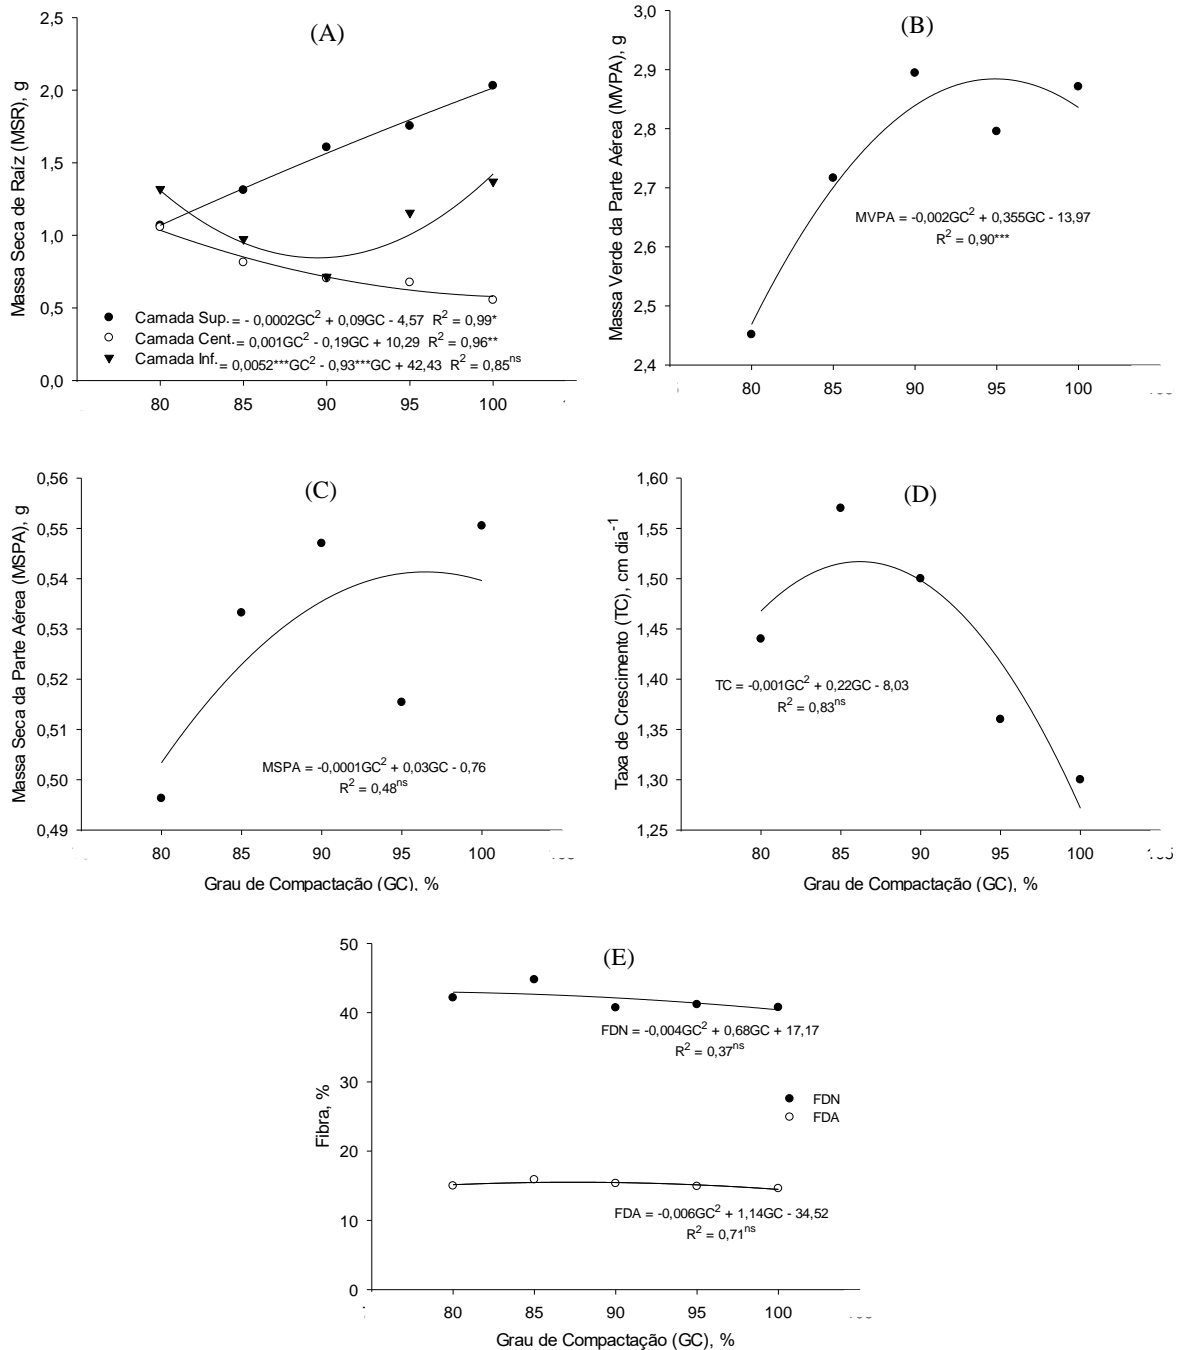 (A)
Massa Seca de Raíz (MSR), g
2,5
2,0
1,5
1,0
0,5
0,0
Camada Sup. = - 0,0002GC² + 0,09GC - 4,57 R² = 0,99*
Camada Cent. = 0,001GC² - 0,19GC + 10,29 R² = 0,96**
Camada Inf. = 0,0052***GC² - 0,93***GC + 42,43 R² = 0,85ⁿˢ
80 85 90 95 100
(B)
Massa Verde da Parte Aérea (MVPA), g
3,0
2,9
2,8
2,7
2,6
2,5
2,4
MVPA = -0,002GC² + 0,355GC - 13,97
R² = 0,90***
80 85 90 95 100
(C)
Massa Seca da Parte Aérea (MSPA), g
0,56
0,55
0,54
0,53
0,52
0,51
0,50
0,49
MSPA = -0,0001GC² + 0,03GC - 0,76
R² = 0,48ⁿˢ
80 85 90 95 100
Grau de Compactação (GC), %
(D)
Taxa de Crescimento (TC), cm dia⁻¹
1,60
1,55
1,50
1,45
1,40
1,35
1,30
1,25
TC = -0,001GC² + 0,22GC - 8,03
R² = 0,83ⁿˢ
80 85 90 95 100
Grau de Compactação (GC), %
(E)
Fibra, %
50
40
30
20
10
0
FDN = -0,004GC² + 0,68GC + 17,17
R² = 0,37ⁿˢ
FDN
FDA
FDA = -0,006GC² + 1,14GC - 34,52
R² = 0,71ⁿˢ
80 85 90 95 100
Grau de Compactação (GC), %